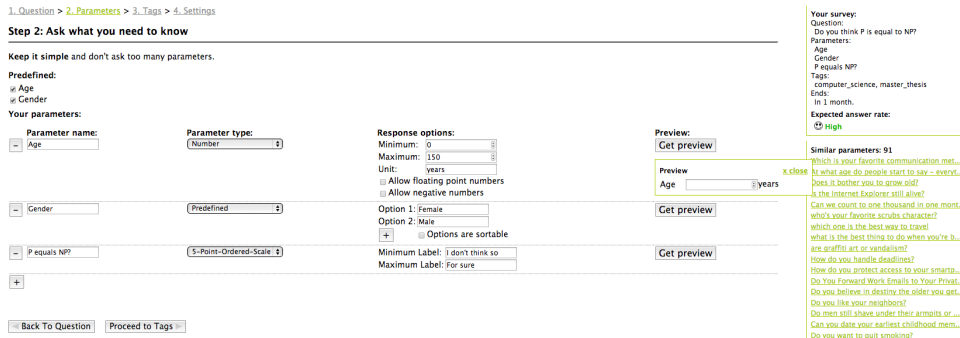 1. Question > 2. Parameters > 3. Tags > 4. Settings
Step 2: Ask what you need to know
Keep it simple and don't ask too many parameters.
Predefined:
Age
Gender
Your parameters:
Parameter name: Parameter type: Response options: Preview:
− Age Number Minimum: 0 Get preview
Maximum: 150
Unit: years
Allow floating point numbers
Allow negative numbers
Preview x close
Age years
− Gender Predefined Option 1: Female Get preview
Option 2: Male
+ Options are sortable
− P equals NP? 5-Point-Ordered-Scale Minimum Label: I don't think so Get preview
Maximum Label: For sure
+
Back To Question Proceed to Tags
Your survey:
Question:
Do you think P is equal to NP?
Parameters:
Age
Gender
P equals NP?
Tags:
computer_science, master_thesis
Ends:
In 1 month.
Expected answer rate:
High
Similar parameters: 91
Which is your favorite communication met...
At what age do people start to say – everyt...
Does it bother you to grow old?
Is the Internet Explorer still alive?
Can we count to one thousand in one mont...
who's your favorite scrubs character?
which one is the best way to travel
what is the best thing to do when you're b...
are graffiti art or vandalism?
How do you handle deadlines?
How do you protect access to your smartp...
Do You Forward Work Emails to Your Privat...
Do you believe in destiny the older you get...
Do you like your neighbors?
Do men still shave under their armpits or ...
Can you date your earliest childhood mem...
Do you want to quit smoking?